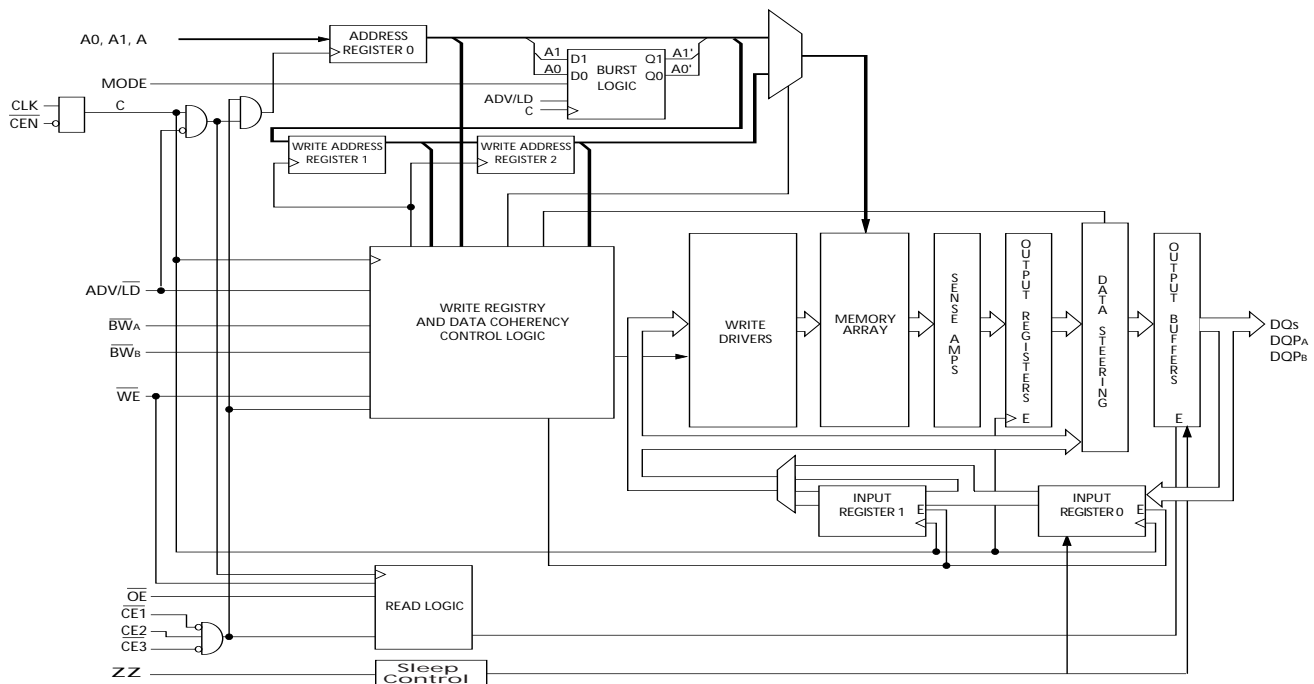 A0, A1, A
ADDRESS
REGISTER 0
A1
A0
D1
D0
BURST
LOGIC
Q1
Q0
A1'
A0'
MODE
ADV/LD
C
CLK
CEN
C
WRITE ADDRESS
REGISTER 1
WRITE ADDRESS
REGISTER 2
ADV/LD
BWA
BWB
WE
WRITE REGISTRY
AND DATA COHERENCY
CONTROL LOGIC
WRITE
DRIVERS
MEMORY
ARRAY
SENSE AMPS
OUTPUT REGISTERS
E
DATA STEERING
OUTPUT BUFFERS
E
DQs
DQPA
DQPB
INPUT
REGISTER 1
E
INPUT
REGISTER 0
E
OE
CE1
CE2
CE3
READ LOGIC
ZZ
Sleep
Control